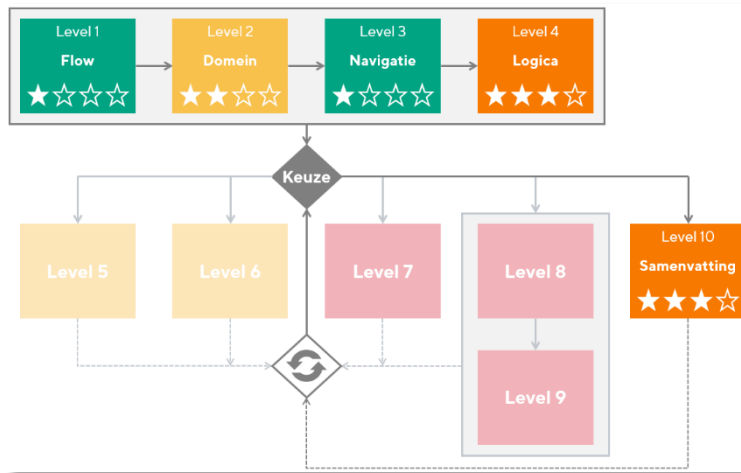 Level 1
Flow
Level 2
Domein
Level 3
Navigatie
Level 4
Logica
Keuze
Level 5
Level 6
Level 7
Level 8
Level 10
Samenvatting
Level 9